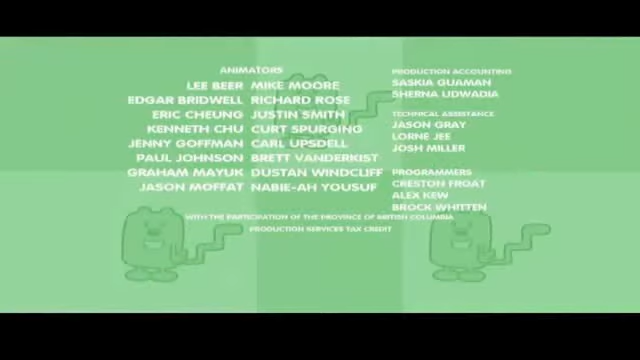 ANIMATORS
LEE BEER MIKE MOORE
EDGAR BRIDWELL RICHARD ROSE
ERIC CHEUNG JUSTIN SMITH
KENNETH CHU CURT SPURGING
JENNY GOFFMAN CARL UPSDELL
PAUL JOHNSON BRETT VANDERKIST
GRAHAM MAYUK DUSTAN WINDCLIFF
JASON MOFFAT NABIE-AH YOUSUF
PRODUCTION ACCOUNTING
SASKIA GUAMAN
SHERNA UDWADIA
TECHNICAL ASSISTANCE
JASON GRAY
LORNE JEE
JOSH MILLER
PROGRAMMERS
CRESTON FROAT
ALEX KEW
BROCK WHITTEN
WITH THE PARTICIPATION OF THE PROVINCE OF BRITISH COLUMBIA
PRODUCTION SERVICES TAX CREDIT